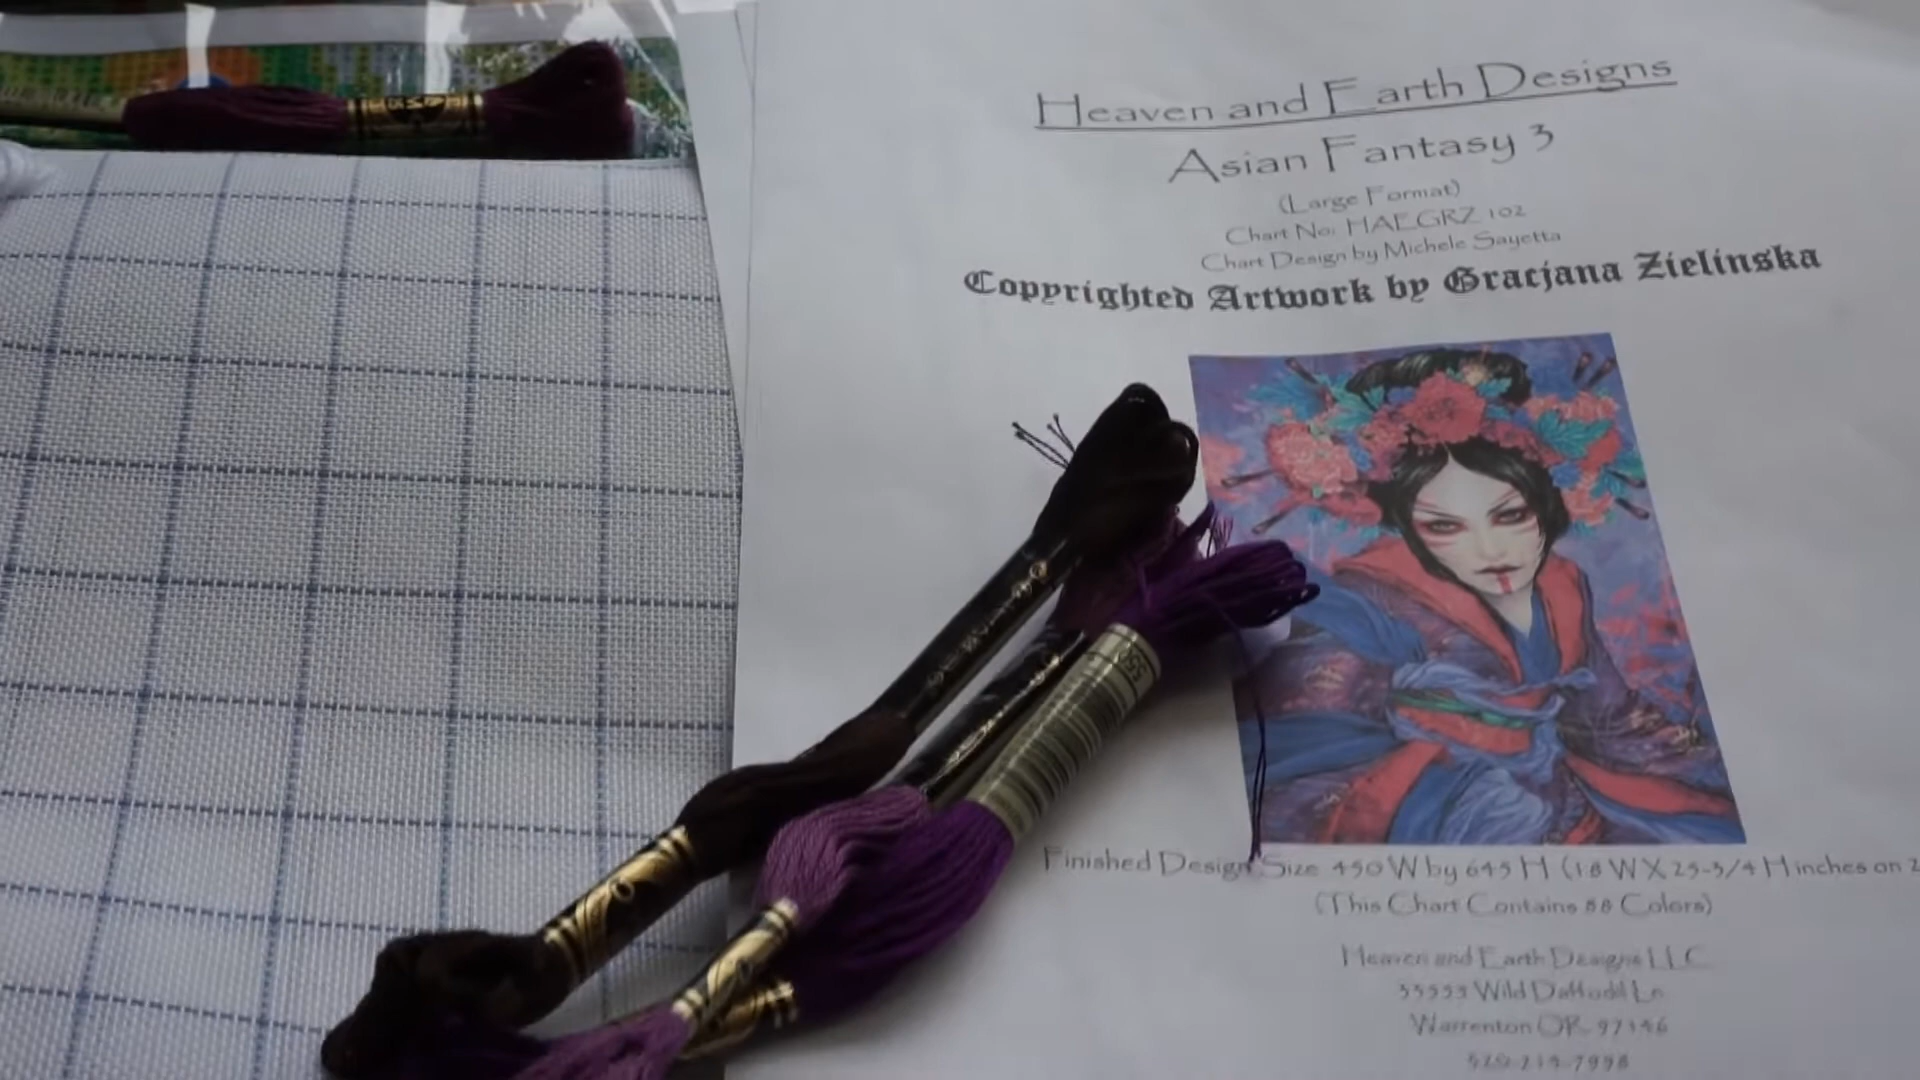 Heaven and Earth Designs
Asian Fantasy 3
(Large Format)
Chart No: HAEGRZ 102
Chart Design by Michele Sayetta
Copyrighted Artwork by Gracjana Zielinska
550
Finished Design Size 450 W by 645 H (18 W X 25-3/4 H inches on 2
(This Chart Contains 88 Colors)
Heaven and Earth Designs LLC
Wild Daffodil Ln
Warrenton OR 97146